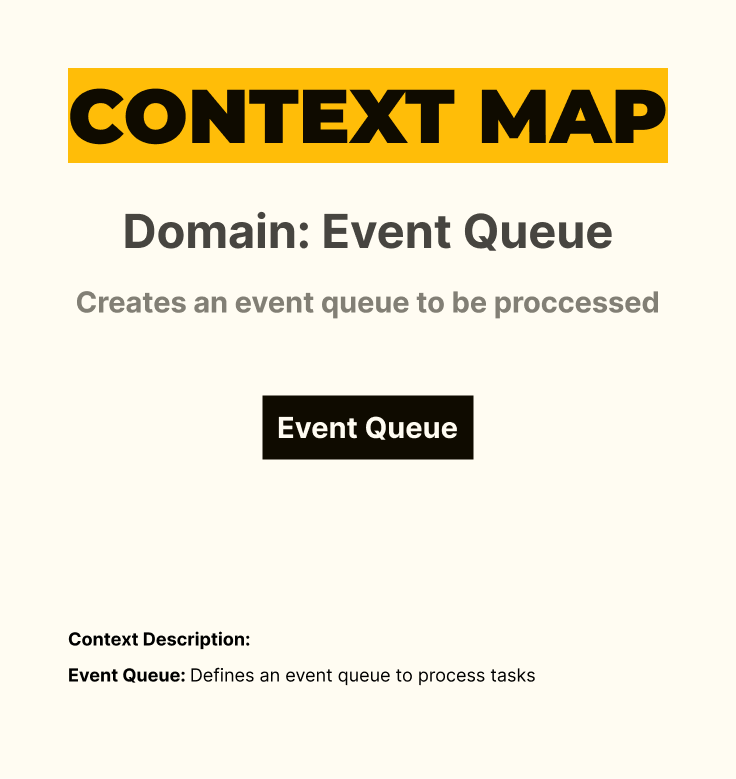 CONTEXT MAP
Domain: Event Queue
Creates an event queue to be proccessed
Event Queue
Context Description:
Event Queue: Defines an event queue to process tasks